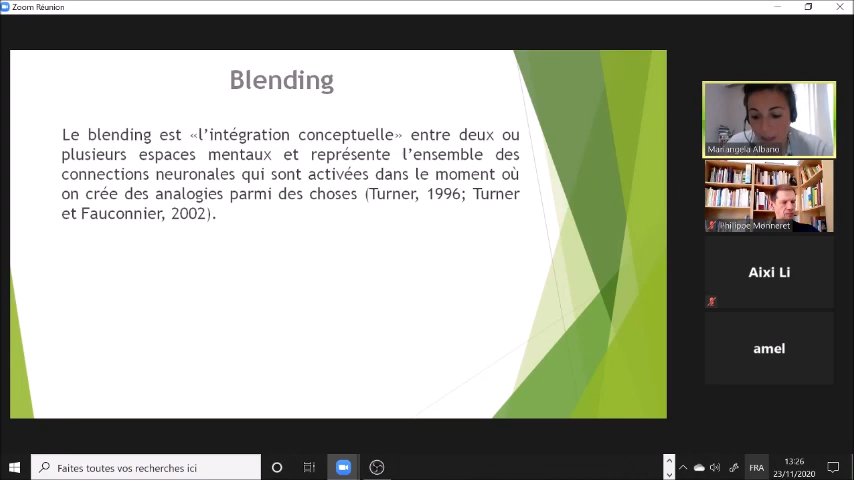 Zoom Réunion
Blending
Le blending est «l’intégration conceptuelle» entre deux ou
plusieurs espaces mentaux et représente l’ensemble des
connections neuronales qui sont activées dans le moment où
on crée des analogies parmi des choses (Turner, 1996; Turner
et Fauconnier, 2002).
Mariangela Albano
Philippe Monneret
Aixi Li
amel
Faites toutes vos recherches ici
FRA
13:26
23/11/2020